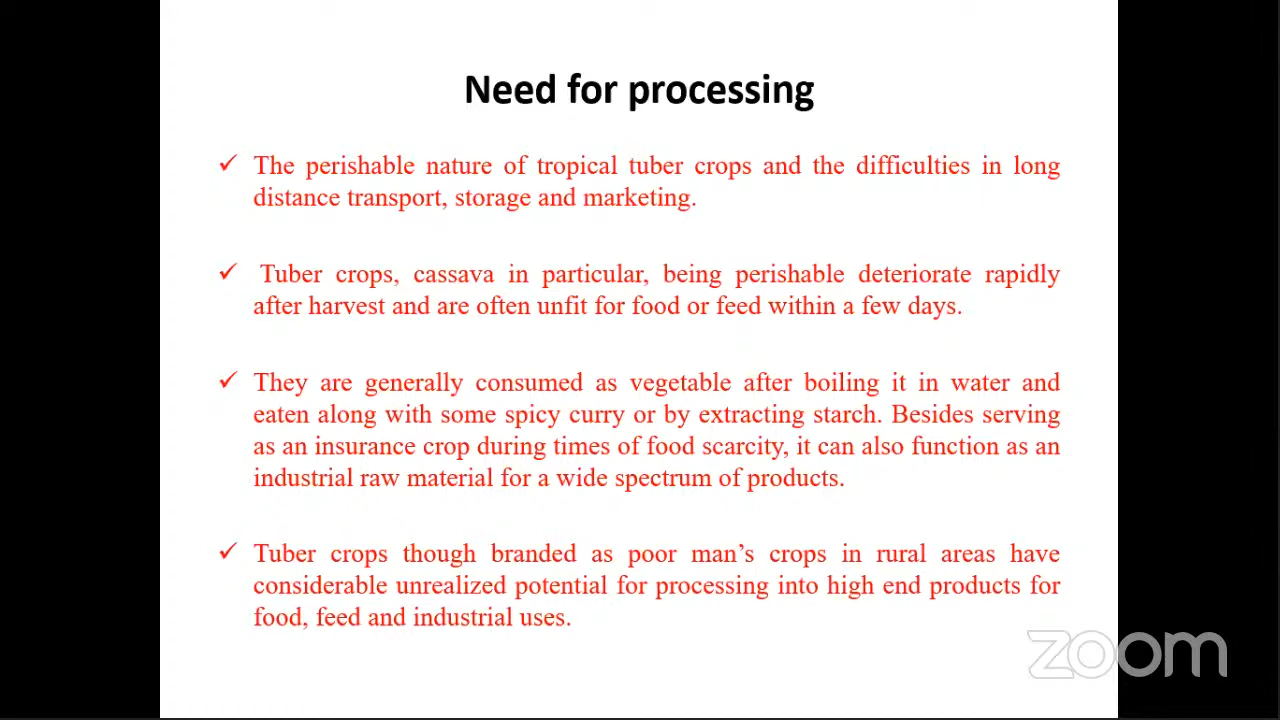 Need for processing
✓ The perishable nature of tropical tuber crops and the difficulties in long
distance transport, storage and marketing.
✓ Tuber crops, cassava in particular, being perishable deteriorate rapidly
after harvest and are often unfit for food or feed within a few days.
✓ They are generally consumed as vegetable after boiling it in water and
eaten along with some spicy curry or by extracting starch. Besides serving
as an insurance crop during times of food scarcity, it can also function as an
industrial raw material for a wide spectrum of products.
✓ Tuber crops though branded as poor man’s crops in rural areas have
considerable unrealized potential for processing into high end products for
food, feed and industrial uses.
zoom